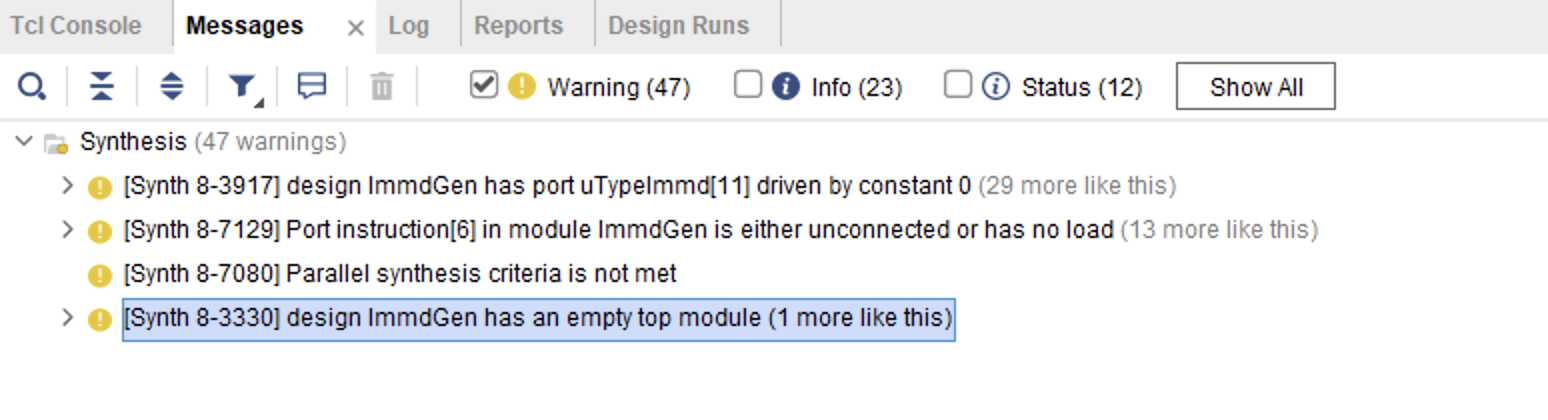 Tcl Console Messages × Log Reports Design Runs
Warning (47) Info (23) Status (12) Show All
Synthesis (47 warnings)
[Synth 8-3917] design ImmdGen has port uTypeImmd[11] driven by constant 0 (29 more like this)
[Synth 8-7129] Port instruction[6] in module ImmdGen is either unconnected or has no load (13 more like this)
[Synth 8-7080] Parallel synthesis criteria is not met
[Synth 8-3330] design ImmdGen has an empty top module (1 more like this)